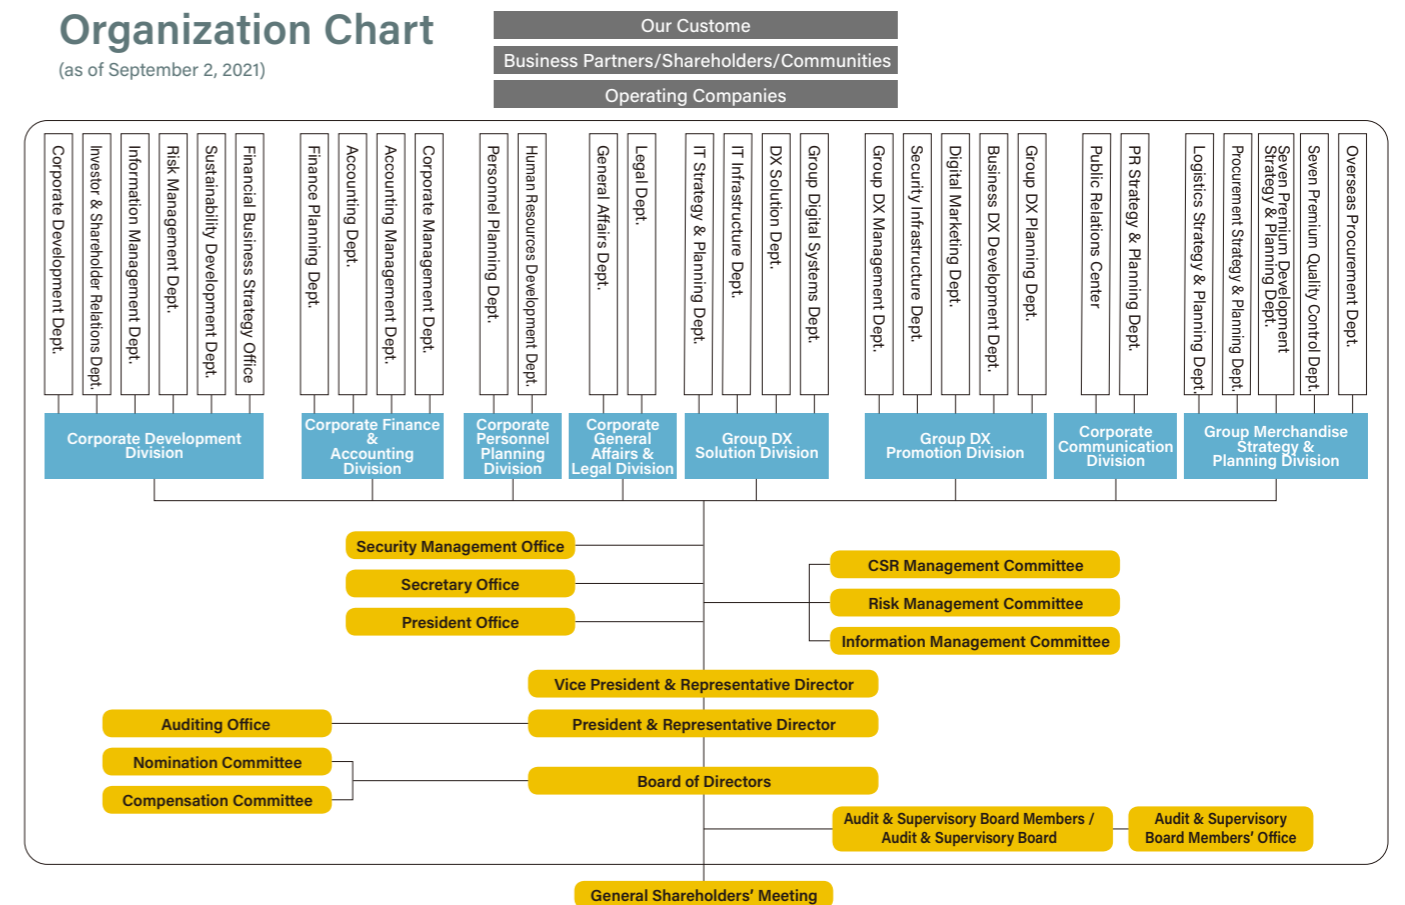 Organization Chart
(as of September 2, 2021)
Our Custome
Business Partners/Shareholders/Communities
Operating Companies
Corporate Development Dept.
Investor & Shareholder Relations Dept.
Information Management Dept.
Risk Management Dept.
Sustainability Development Dept.
Financial Business Strategy Office
Finance Planning Dept.
Accounting Dept.
Accounting Management Dept.
Corporate Management Dept.
Personnel Planning Dept.
Human Resources Development Dept.
General Affairs Dept.
Legal Dept.
IT Strategy & Planning Dept.
IT Infrastructure Dept.
DX Solution Dept.
Group Digital Systems Dept.
Group DX Management Dept.
Security Infrastructure Dept.
Digital Marketing Dept.
Business DX Development Dept.
Group DX Planning Dept.
Public Relations Center
PR Strategy & Planning Dept.
Logistics Strategy & Planning Dept.
Procurement Strategy & Planning Dept.
Seven Premium Development
Strategy & Planning Dept.
Seven Premium Quality Control Dept.
Overseas Procurement Dept.
Corporate Development
Division
Corporate Finance
&
Accounting
Division
Corporate
Personnel
Planning
Division
Corporate
General
Affairs &
Legal Division
Group DX
Solution Division
Group DX
Promotion Division
Corporate
Communication
Division
Group Merchandise
Strategy &
Planning Division
Security Management Office
Secretary Office
President Office
CSR Management Committee
Risk Management Committee
Information Management Committee
Vice President & Representative Director
Auditing Office
President & Representative Director
Nomination Committee
Compensation Committee
Board of Directors
Audit & Supervisory Board Members /
Audit & Supervisory Board
Audit & Supervisory
Board Members' Office
General Shareholders' Meeting